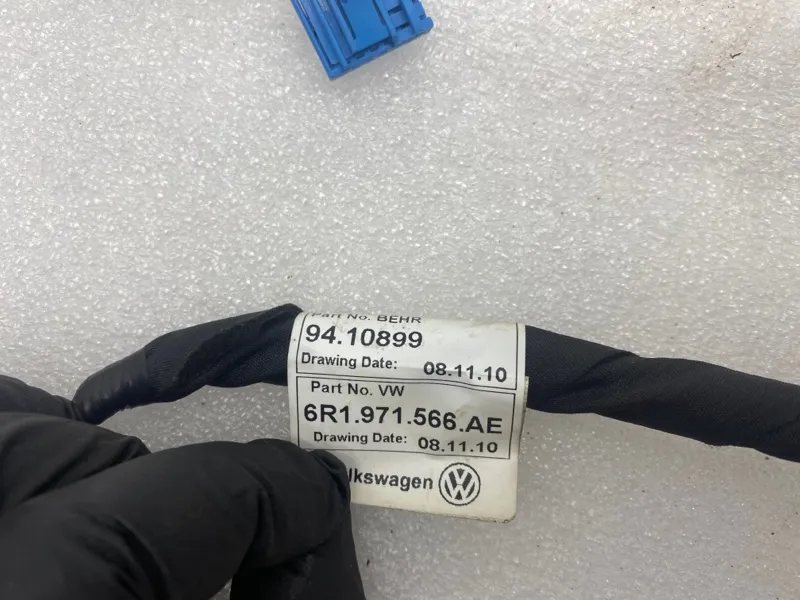 Part No. BEHR
94.10899
Drawing Date: 08.11.10
Part No. VW
6R1.971.566.AE
Drawing Date: 08.11.10
lkswagen